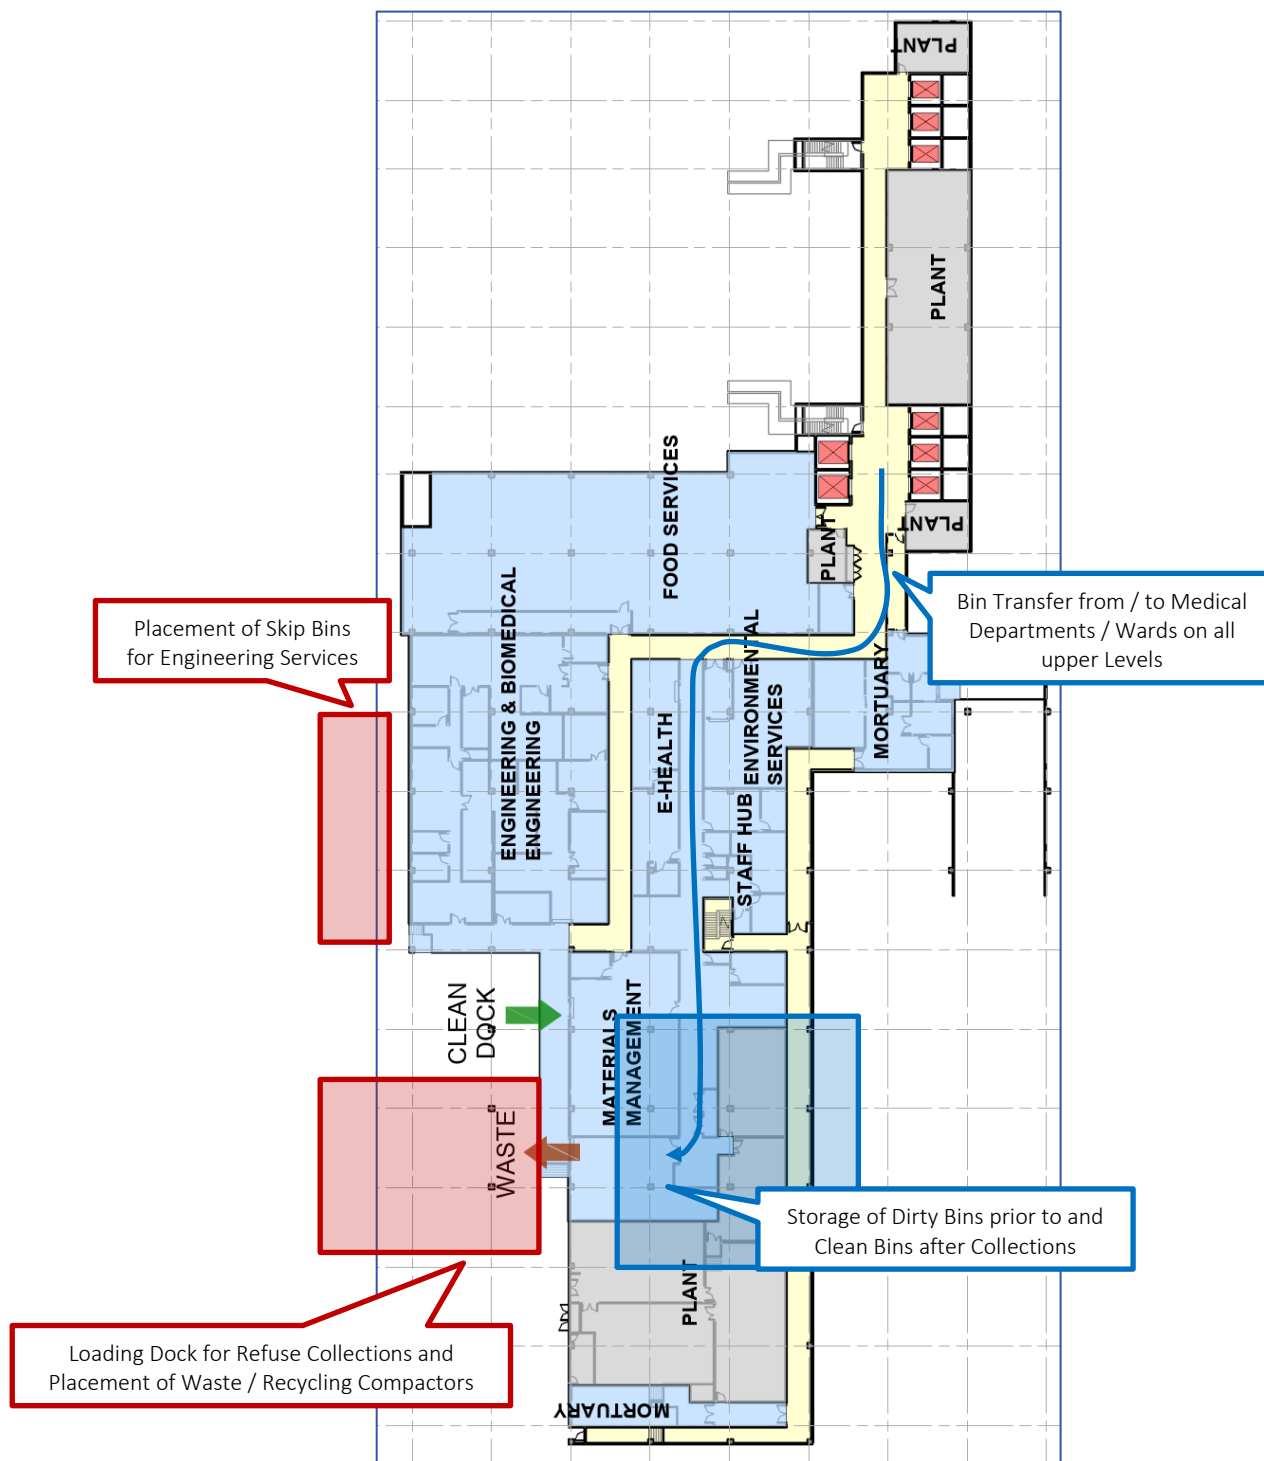 PLANT
PLANT
FOOD SERVICES
PLANT
PLANT
Bin Transfer from / to Medical
Departments / Wards on all
upper Levels
Placement of Skip Bins
for Engineering Services
ENGINEERING & BIOMEDICAL
ENGINEERING
E-HEALTH
STAFF HUB
ENVIRONMENTAL
SERVICES
MORTUARY
CLEAN
DOCK
MATERIALS
MANAGEMENT
WASTE
Storage of Dirty Bins prior to and
Clean Bins after Collections
PLANT
Loading Dock for Refuse Collections and
Placement of Waste / Recycling Compactors
MORTUARY